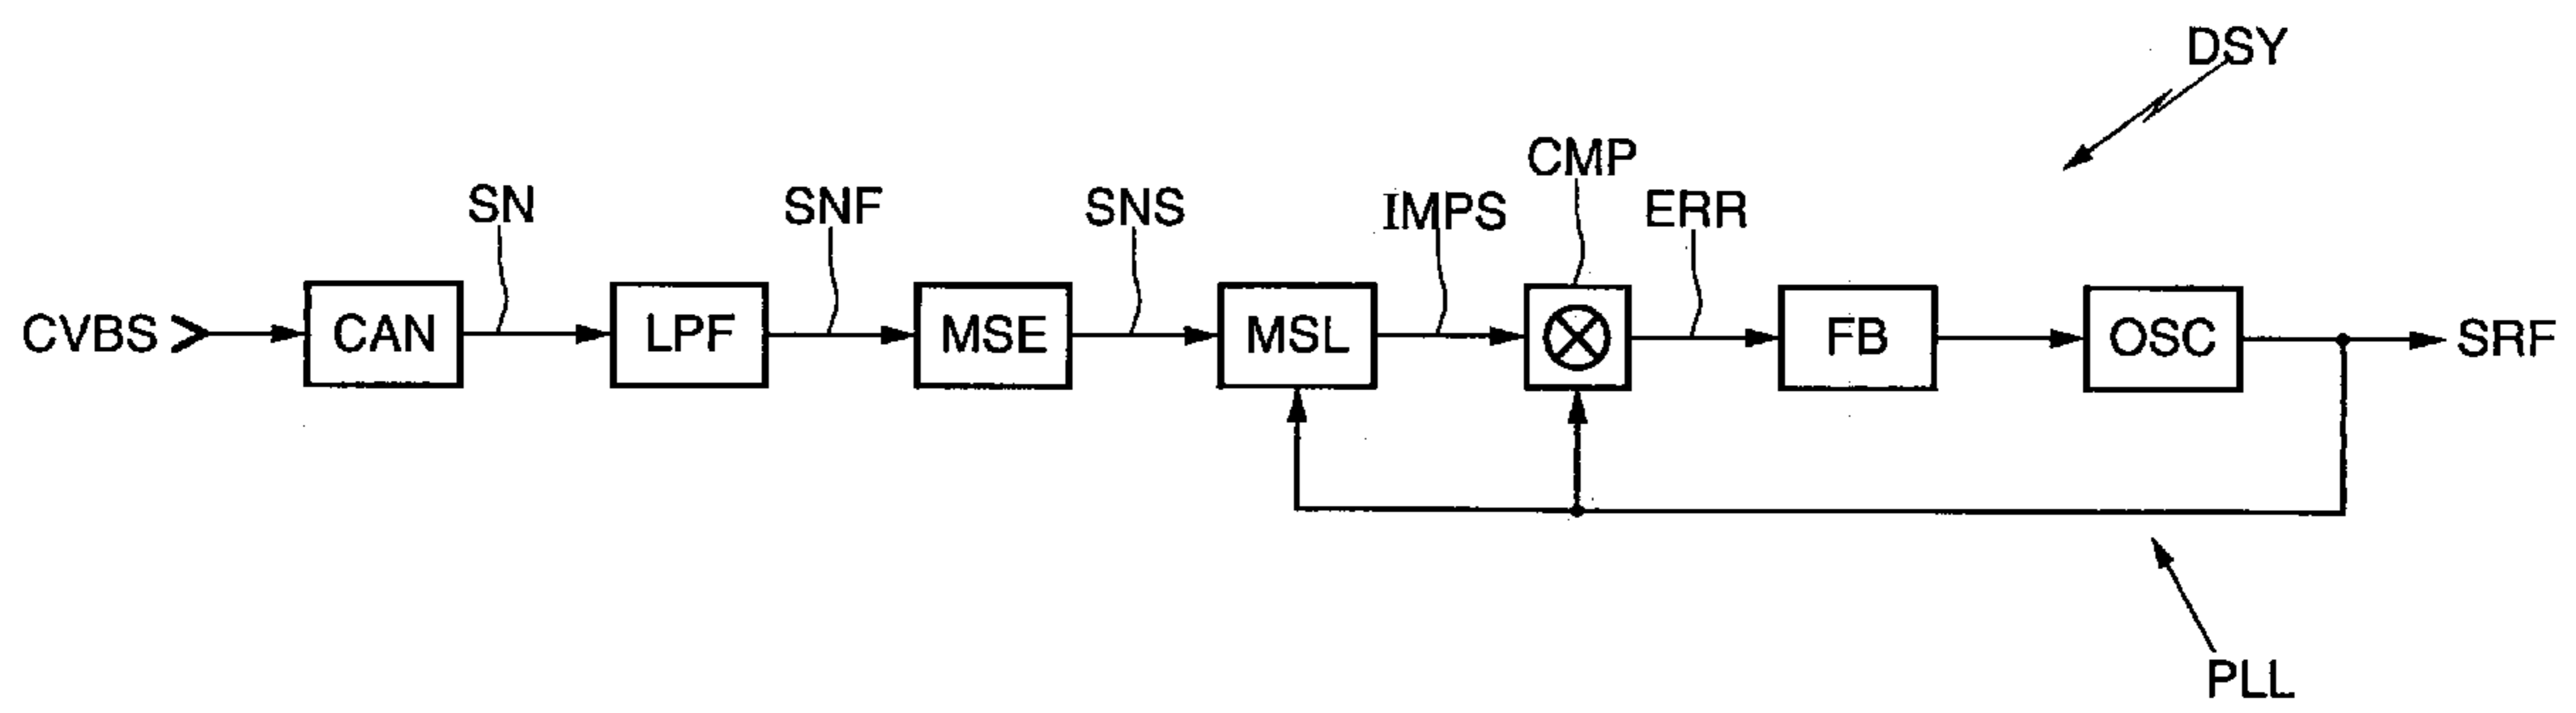 DSY
CMP
SN
SNF
SNS
IMPS
ERR
CVBS
CAN
LPF
MSE
MSL
FB
OSC
SRF
PLL